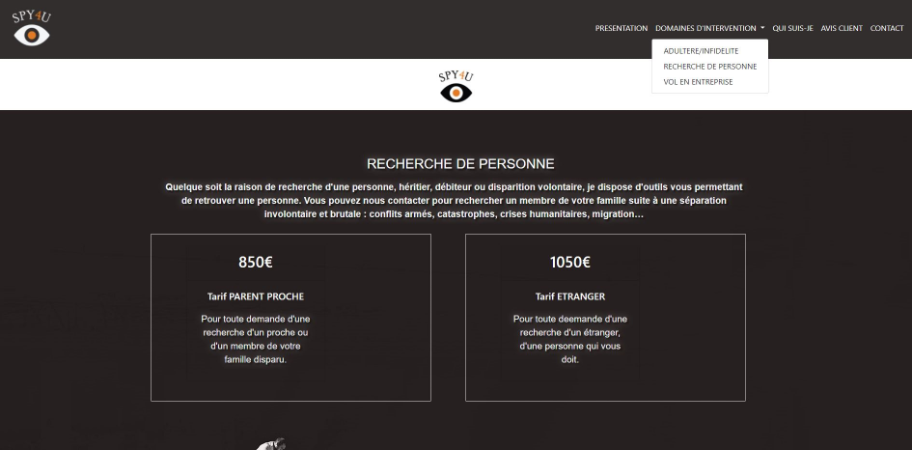 SPY4U
PRESENTATION DOMAINES D'INTERVENTION QUI SUIS-JE AVIS CLIENT CONTACT
ADULTERE/INFIDELITE
RECHERCHE DE PERSONNE
VOL EN ENTREPRISE
SPY4U
RECHERCHE DE PERSONNE
Quelque soit la raison de recherche d'une personne, héritier, débiteur ou disparition volontaire, je dispose d'outils vous permettant
de retrouver une personne. Vous pouvez nous contacter pour rechercher un membre de votre famille suite à une séparation
involontaire et brutale : conflits armés, catastrophes, crises humanitaires, migration…
850€
Tarif PARENT PROCHE
Pour toute demande d'une
recherche d'un proche ou
d'un membre de votre
famille disparu.
1050€
Tarif ETRANGER
Pour toute deemande d'une
recherche d'un étranger,
d'une personne qui vous
doit.